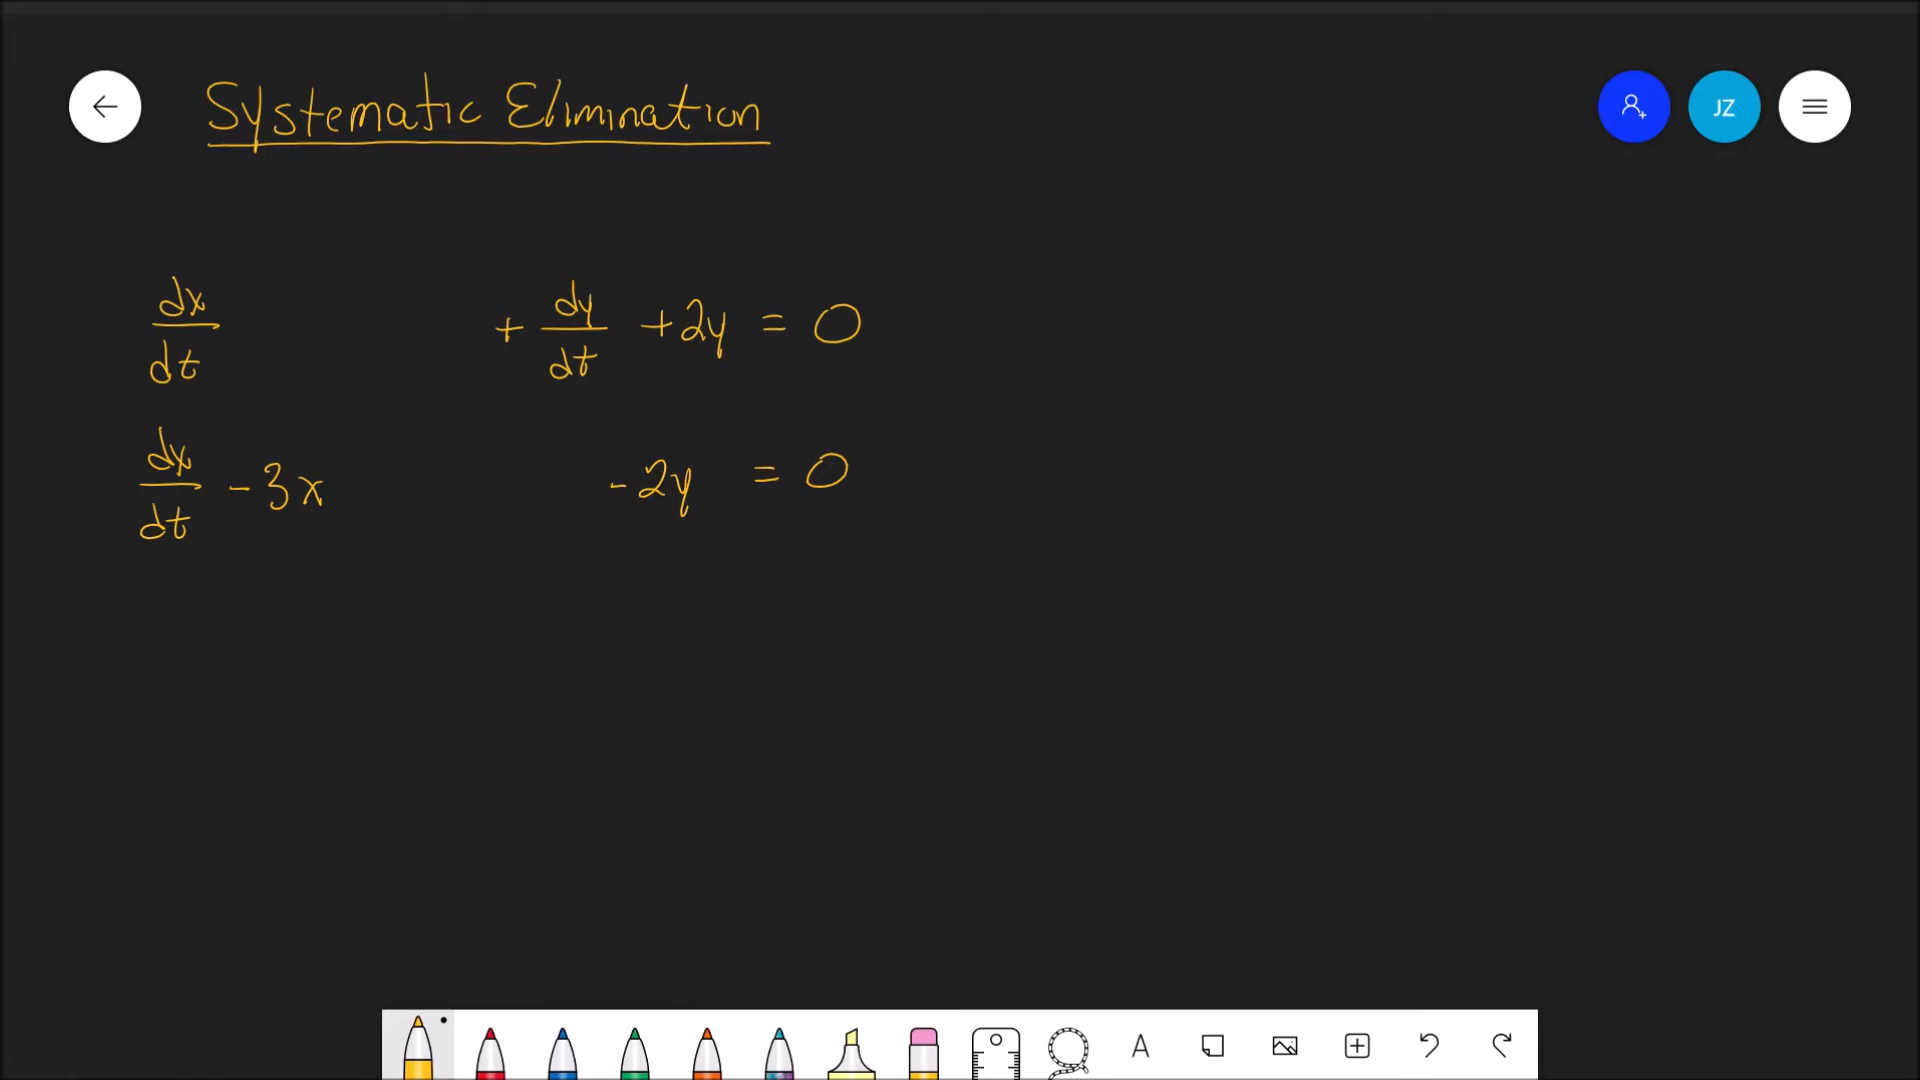 Systematic Elimination
JZ
dx/dt + dy/dt + 2y = 0
dx/dt - 3x - 2y = 0
A